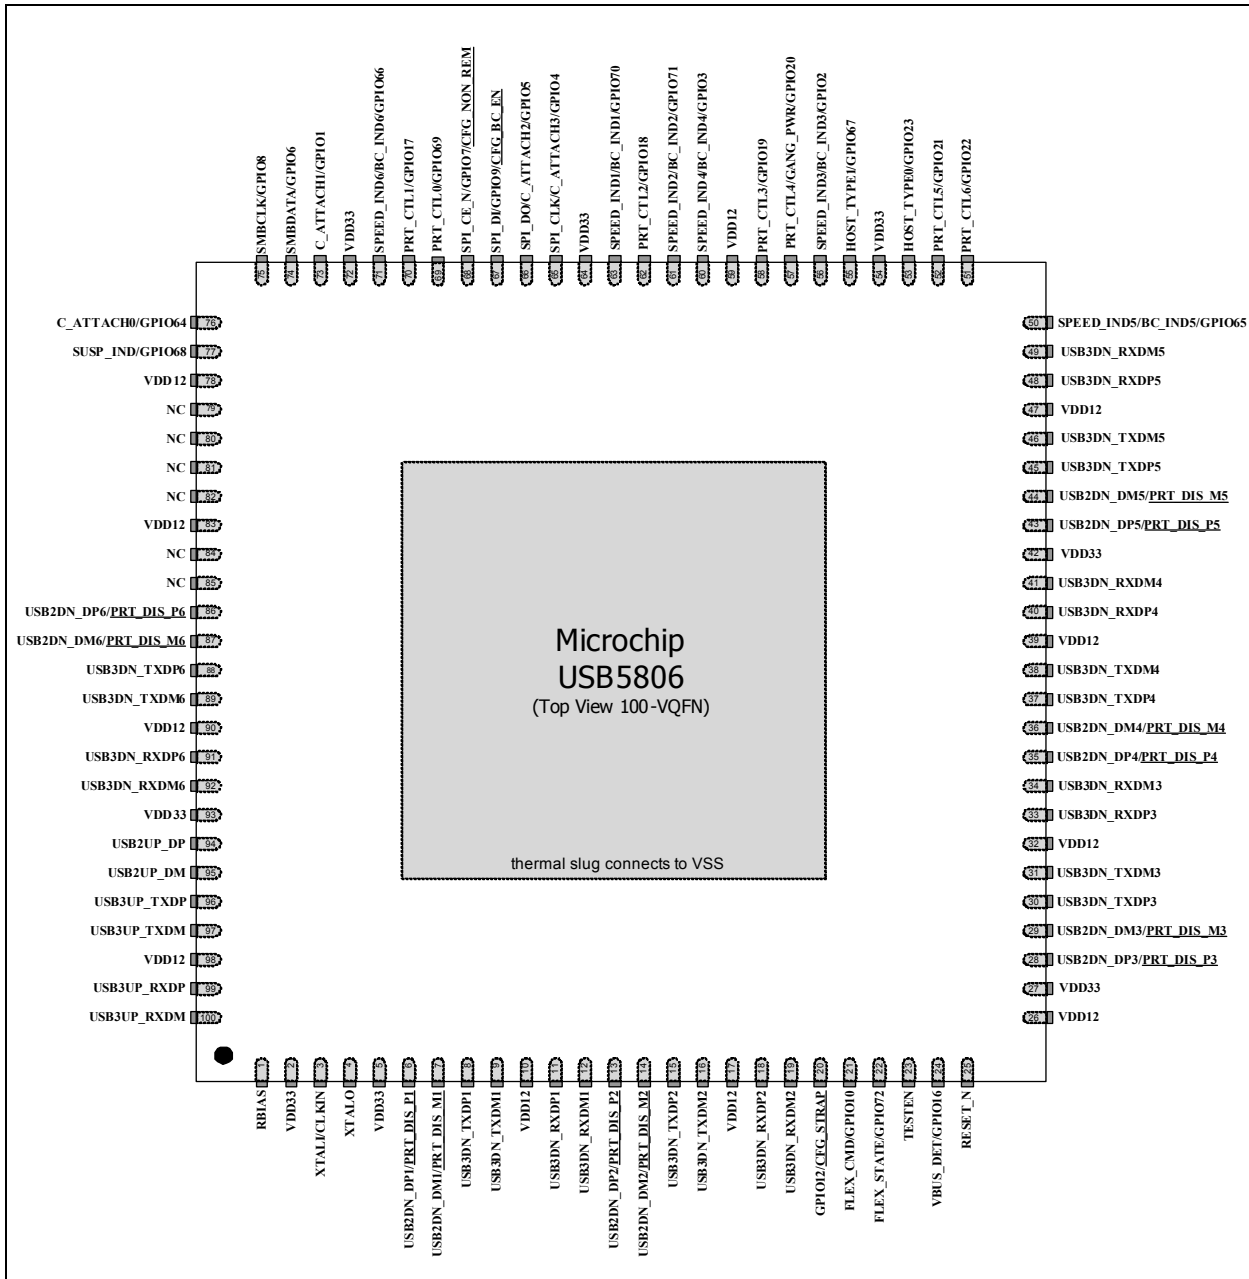 SMBCLK/GPIO8
SMBDATA/GPIO6
C_ATTACH1/GPIO1
VDD33
SPEED_IND6/BC_IND6/GPIO66
PRT_CTL1/GPIO17
PRT_CTL0/GPIO69
SPI_CE_N/GPIO7/CFG_NON_REM
SPI_DI/GPIO9/CFG_BC_EN
SPI_DO/C_ATTACH2/GPIO5
SPI_CLK/C_ATTACH3/GPIO4
VDD33
SPEED_IND1/BC_IND1/GPIO70
PRT_CTL2/GPIO18
SPEED_IND2/BC_IND2/GPIO71
SPEED_IND4/BC_IND4/GPIO3
VDD12
PRT_CTL3/GPIO19
PRT_CTL4/GANG_PWR/GPIO20
SPEED_IND3/BC_IND3/GPIO2
HOST_TYPE1/GPIO67
VDD33
HOST_TYPE0/GPIO23
PRT_CTL5/GPIO21
PRT_CTL6/GPIO22
75 74 73 72 71 70 69 68 67 66 65 64 63 62 61 60 59 58 57 56 55 54 53 52 51
C_ATTACH0/GPIO64 76
SUSP_IND/GPIO68 77
VDD12 78
NC 79
NC 80
NC 81
NC 82
VDD12 83
NC 84
NC 85
USB2DN_DP6/PRT_DIS_P6 86
USB2DN_DM6/PRT_DIS_M6 87
USB3DN_TXDP6 88
USB3DN_TXDM6 89
VDD12 90
USB3DN_RXDP6 91
USB3DN_RXDM6 92
VDD33 93
USB2UP_DP 94
USB2UP_DM 95
USB3UP_TXDP 96
USB3UP_TXDM 97
VDD12 98
USB3UP_RXDP 99
USB3UP_RXDM 100
Microchip
USB5806
(Top View 100-VQFN)
thermal slug connects to VSS
50 SPEED_IND5/BC_IND5/GPIO65
49 USB3DN_RXDM5
48 USB3DN_RXDP5
47 VDD12
46 USB3DN_TXDM5
45 USB3DN_TXDP5
44 USB2DN_DM5/PRT_DIS_M5
43 USB2DN_DP5/PRT_DIS_P5
42 VDD33
41 USB3DN_RXDM4
40 USB3DN_RXDP4
39 VDD12
38 USB3DN_TXDM4
37 USB3DN_TXDP4
36 USB2DN_DM4/PRT_DIS_M4
35 USB2DN_DP4/PRT_DIS_P4
34 USB3DN_RXDM3
33 USB3DN_RXDP3
32 VDD12
31 USB3DN_TXDM3
30 USB3DN_TXDP3
29 USB2DN_DM3/PRT_DIS_M3
28 USB2DN_DP3/PRT_DIS_P3
27 VDD33
26 VDD12
1 2 3 4 5 6 7 8 9 10 11 12 13 14 15 16 17 18 19 20 21 22 23 24 25
RBIAS
VDD33
XTALI/CLKIN
XTALO
VDD33
USB2DN_DP1/PRT_DIS_P1
USB2DN_DM1/PRT_DIS_M1
USB3DN_TXDP1
USB3DN_TXDM1
VDD12
USB3DN_RXDP1
USB3DN_RXDM1
USB2DN_DP2/PRT_DIS_P2
USB2DN_DM2/PRT_DIS_M2
USB3DN_TXDP2
USB3DN_TXDM2
VDD12
USB3DN_RXDP2
USB3DN_RXDM2
GPIO12/CFG_STRAP
FLEX_CMD/GPIO10
FLEX_STATE/GPIO72
TESTEN
VBUS_DET/GPIO16
RESET_N